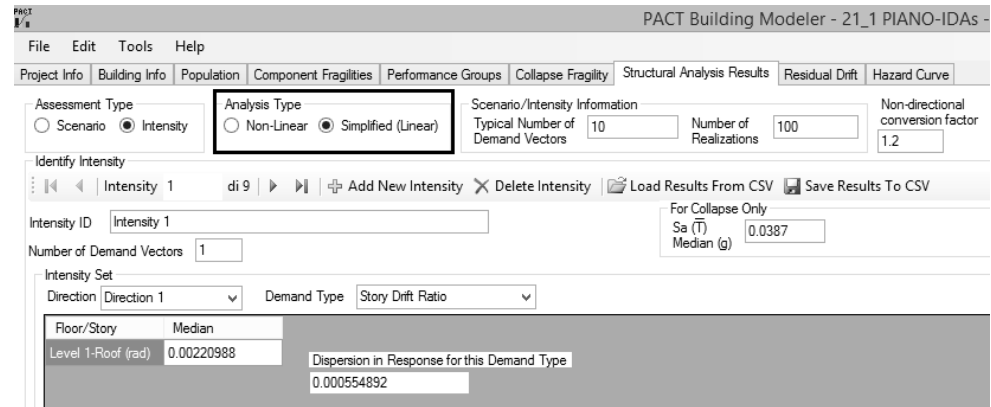 PACT
PACT Building Modeler - 21_1 PIANO-IDAs -
File Edit Tools Help
Project Info Building Info Population Component Fragilities Performance Groups Collapse Fragility Structural Analysis Results Residual Drift Hazard Curve
Assessment Type
Scenario Intensity
Analysis Type
Non-Linear Simplified (Linear)
Scenario/Intensity Information
Typical Number of
Demand Vectors
10
Number of
Realizations
100
Non-directional
conversion factor
1.2
Identify Intensity
Intensity 1 di 9 Add New Intensity Delete Intensity Load Results From CSV Save Results To CSV
Intensity ID Intensity 1
For Collapse Only
Sa (T̅)
Median (g)
0.0387
Number of Demand Vectors 1
Intensity Set
Direction Direction 1 Demand Type Story Drift Ratio
Floor/Story Median
Level 1-Roof (rad) 0.00220988
Dispersion in Response for this Demand Type
0.000554892